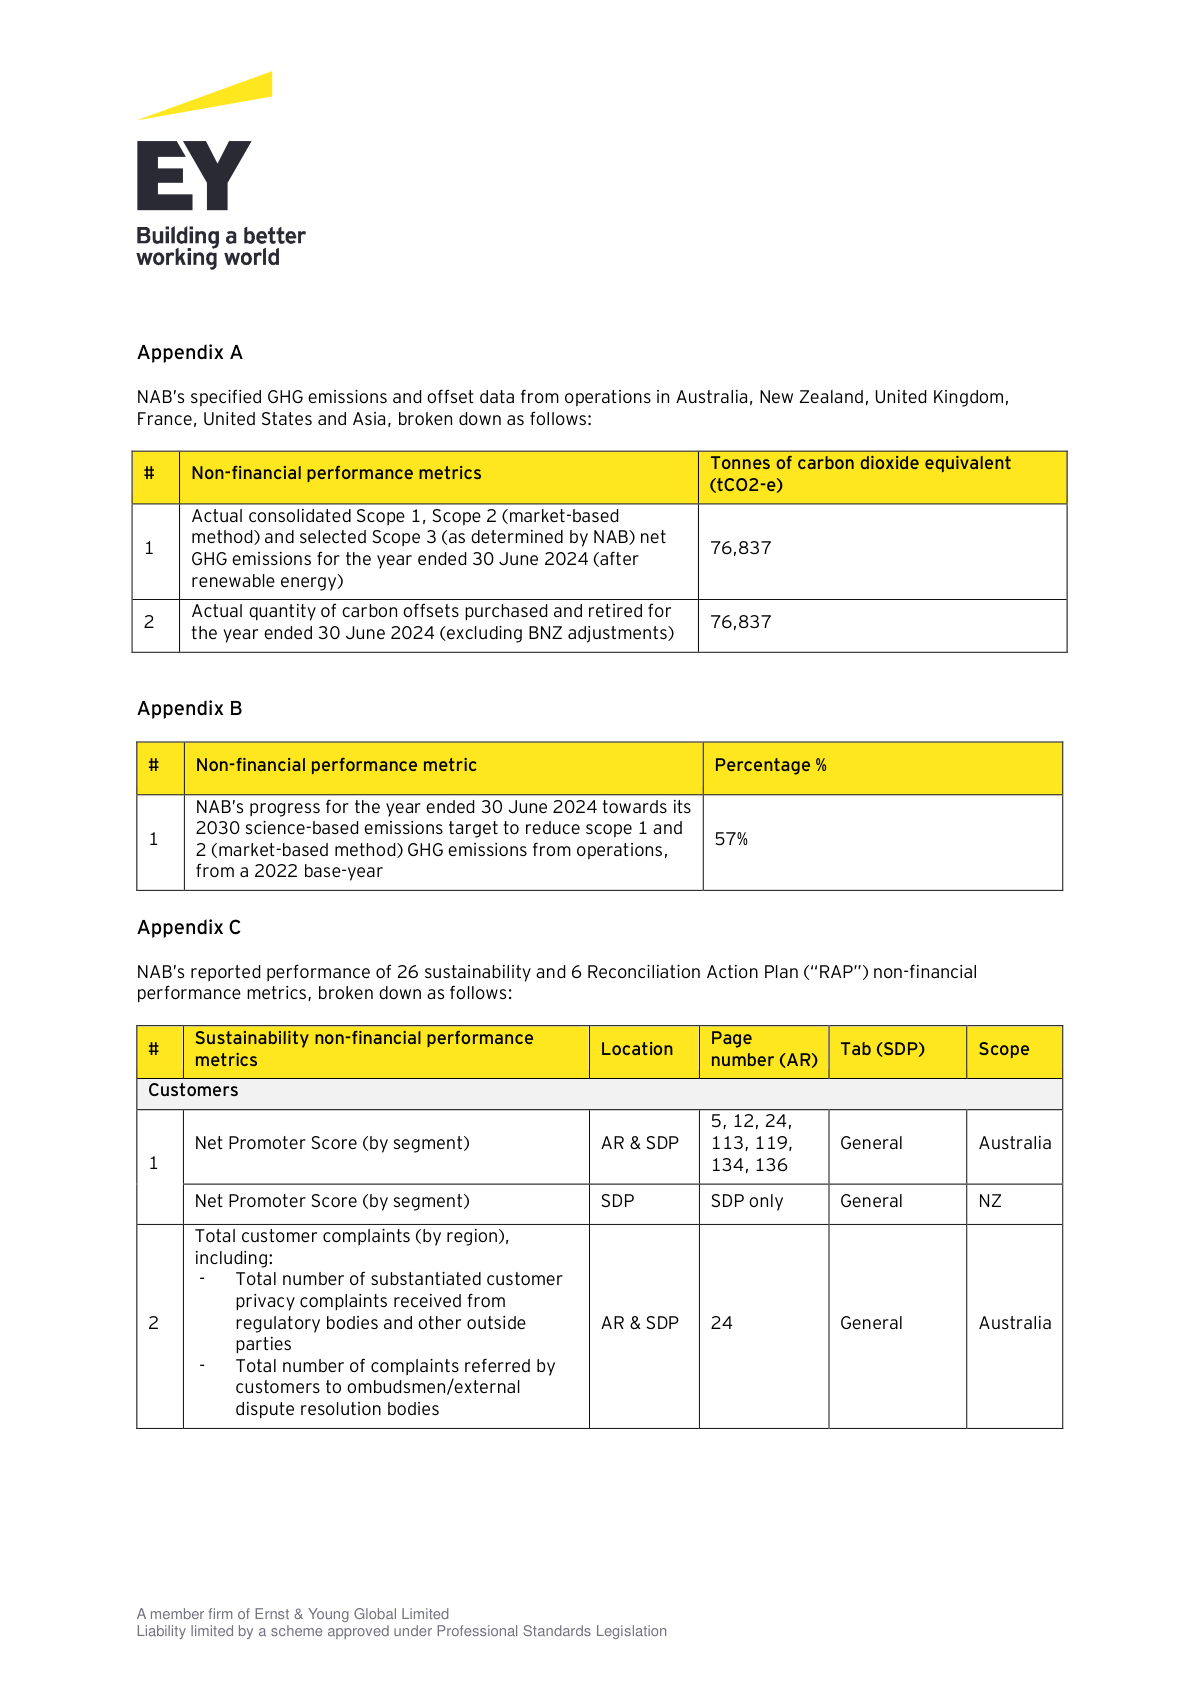 EY
Building a better
working world
Appendix A
NAB's specified GHG emissions and offset data from operations in Australia, New Zealand, United Kingdom,
France, United States and Asia, broken down as follows:
# Non-financial performance metrics Tonnes of carbon dioxide equivalent
(tCO2-e)
1 Actual consolidated Scope 1, Scope 2 (market-based
method) and selected Scope 3 (as determined by NAB) net
GHG emissions for the year ended 30 June 2024 (after
renewable energy) 76,837
2 Actual quantity of carbon offsets purchased and retired for
the year ended 30 June 2024 (excluding BNZ adjustments) 76,837
Appendix B
# Non-financial performance metric Percentage %
1 NAB's progress for the year ended 30 June 2024 towards its
2030 science-based emissions target to reduce scope 1 and
2 (market-based method) GHG emissions from operations,
from a 2022 base-year 57%
Appendix C
NAB's reported performance of 26 sustainability and 6 Reconciliation Action Plan (“RAP”) non-financial
performance metrics, broken down as follows:
# Sustainability non-financial performance
metrics Location Page
number (AR) Tab (SDP) Scope
Customers
1 Net Promoter Score (by segment) AR & SDP 5, 12, 24,
113, 119,
134, 136 General Australia
Net Promoter Score (by segment) SDP SDP only General NZ
2 Total customer complaints (by region),
including:
- Total number of substantiated customer
privacy complaints received from
regulatory bodies and other outside
parties
- Total number of complaints referred by
customers to ombudsmen/external
dispute resolution bodies AR & SDP 24 General Australia
A member firm of Ernst & Young Global Limited
Liability limited by a scheme approved under Professional Standards Legislation